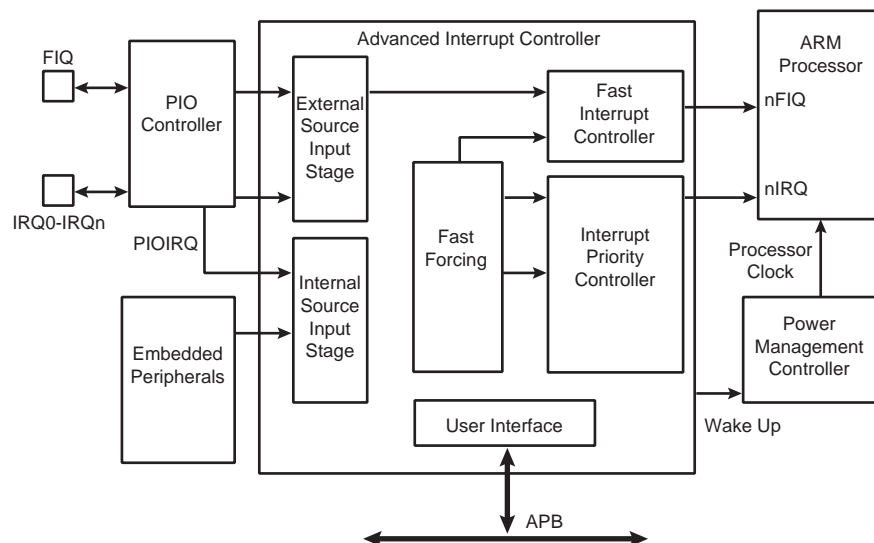 Advanced Interrupt Controller
FIQ
PIO
Controller
IRQ0-IRQn
PIOIRQ
Embedded
Peripherals
External
Source
Input
Stage
Internal
Source
Input
Stage
Fast
Forcing
Fast
Interrupt
Controller
Interrupt
Priority
Controller
User Interface
ARM
Processor
nFIQ
nIRQ
Processor
Clock
Power
Management
Controller
Wake Up
APB